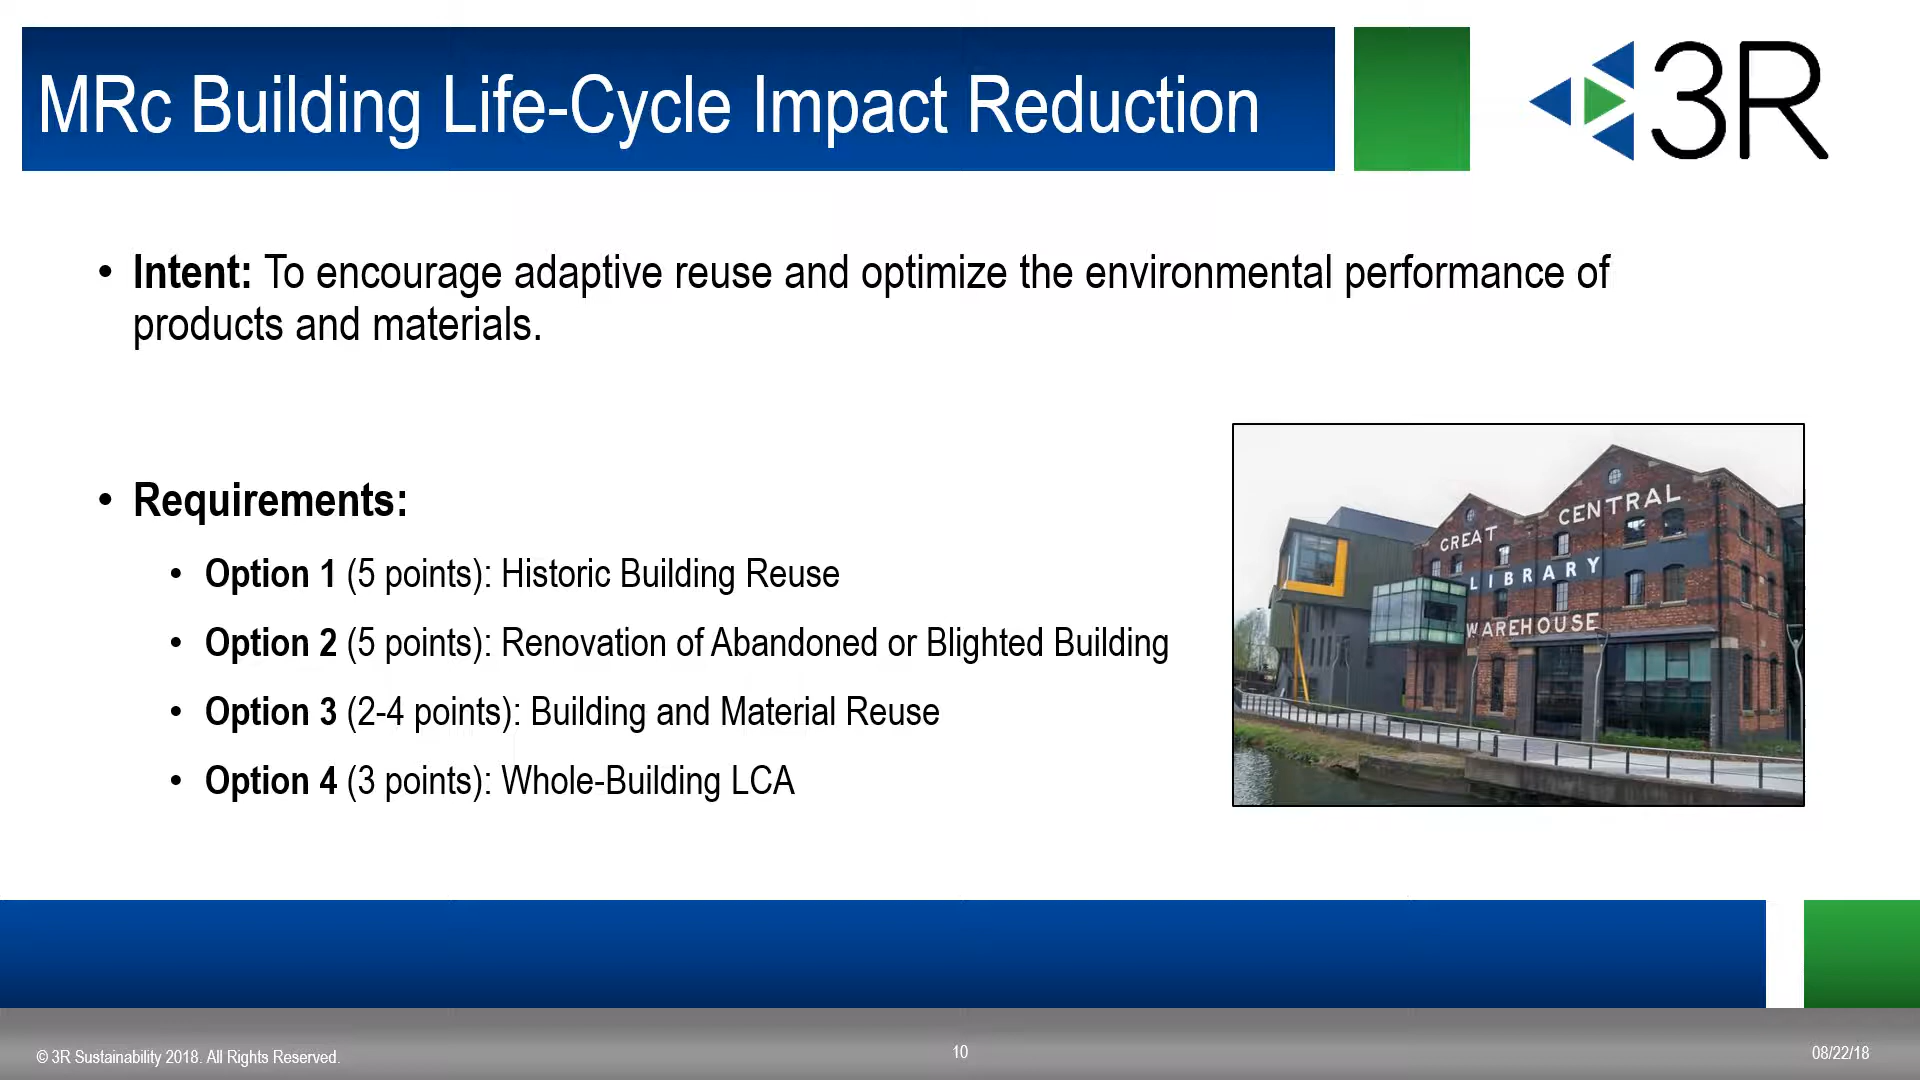 MRc Building Life-Cycle Impact Reduction
3R
• Intent: To encourage adaptive reuse and optimize the environmental performance of
products and materials.
• Requirements:
• Option 1 (5 points): Historic Building Reuse
• Option 2 (5 points): Renovation of Abandoned or Blighted Building
• Option 3 (2-4 points): Building and Material Reuse
• Option 4 (3 points): Whole-Building LCA
GREAT CENTRAL
LIBRARY
WAREHOUSE
© 3R Sustainability 2018. All Rights Reserved.
10
08/22/18